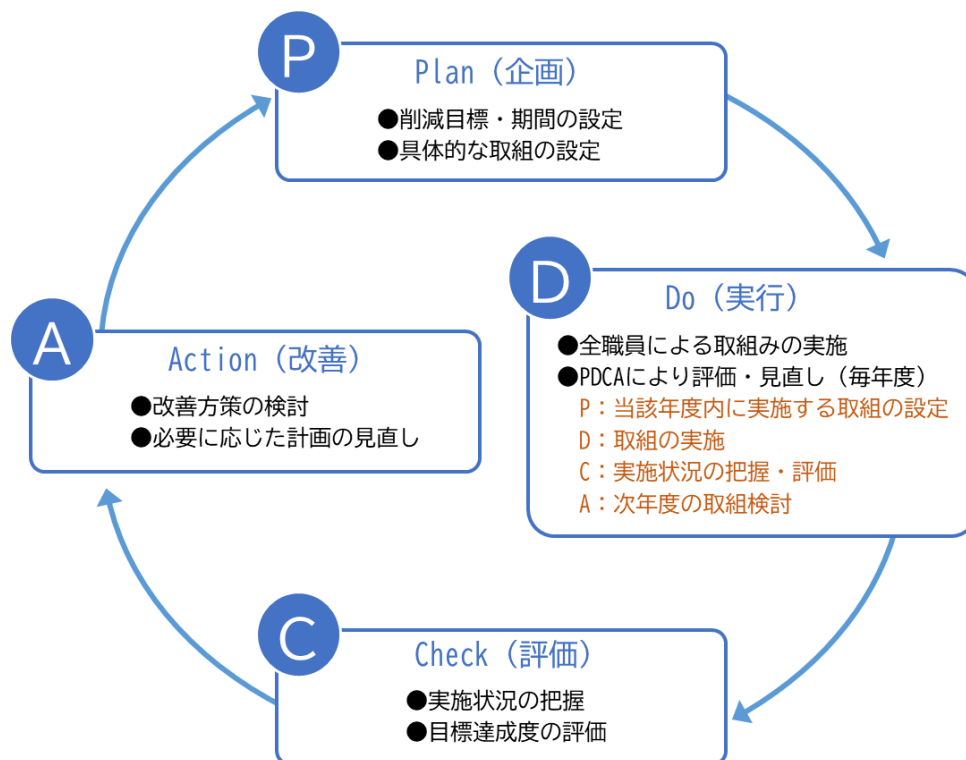 P
Plan（企画）
●削減目標・期間の設定
●具体的な取組の設定
D
Do（実行）
●全職員による取組みの実施
●PDCAにより評価・見直し（毎年度）
P：当該年度内に実施する取組の設定
D：取組の実施
C：実施状況の把握・評価
A：次年度の取組検討
C
Check（評価）
●実施状況の把握
●目標達成度の評価
A
Action（改善）
●改善方策の検討
●必要に応じた計画の見直し